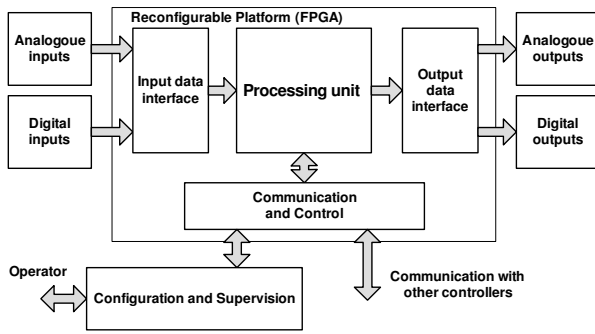 Reconfigurable Platform (FPGA)
Analogoue
inputs
Digital
inputs
Input data
interface
Processing unit
Output
data
interface
Analogoue
outputs
Digital
outputs
Communication
and Control
Operator
Configuration and Supervision
Communication with
other controllers